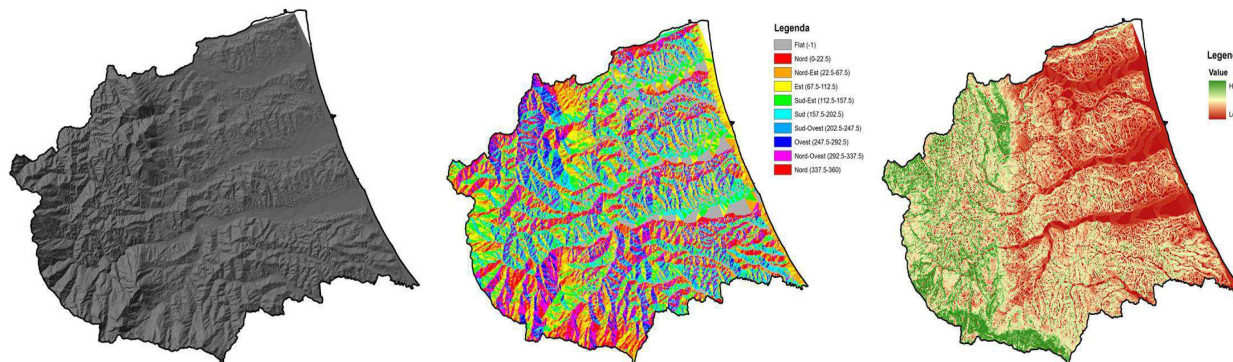 Legenda
Flat (-1)
Nord (0-22.5)
Nord-Est (22.5-67.5)
Est (67.5-112.5)
Sud-Est (112.5-157.5)
Sud (157.5-202.5)
Sud-Ovest (202.5-247.5)
Ovest (247.5-292.5)
Nord-Ovest (292.5-337.5)
Nord (337.5-360)
Legen
Value
H
Lo